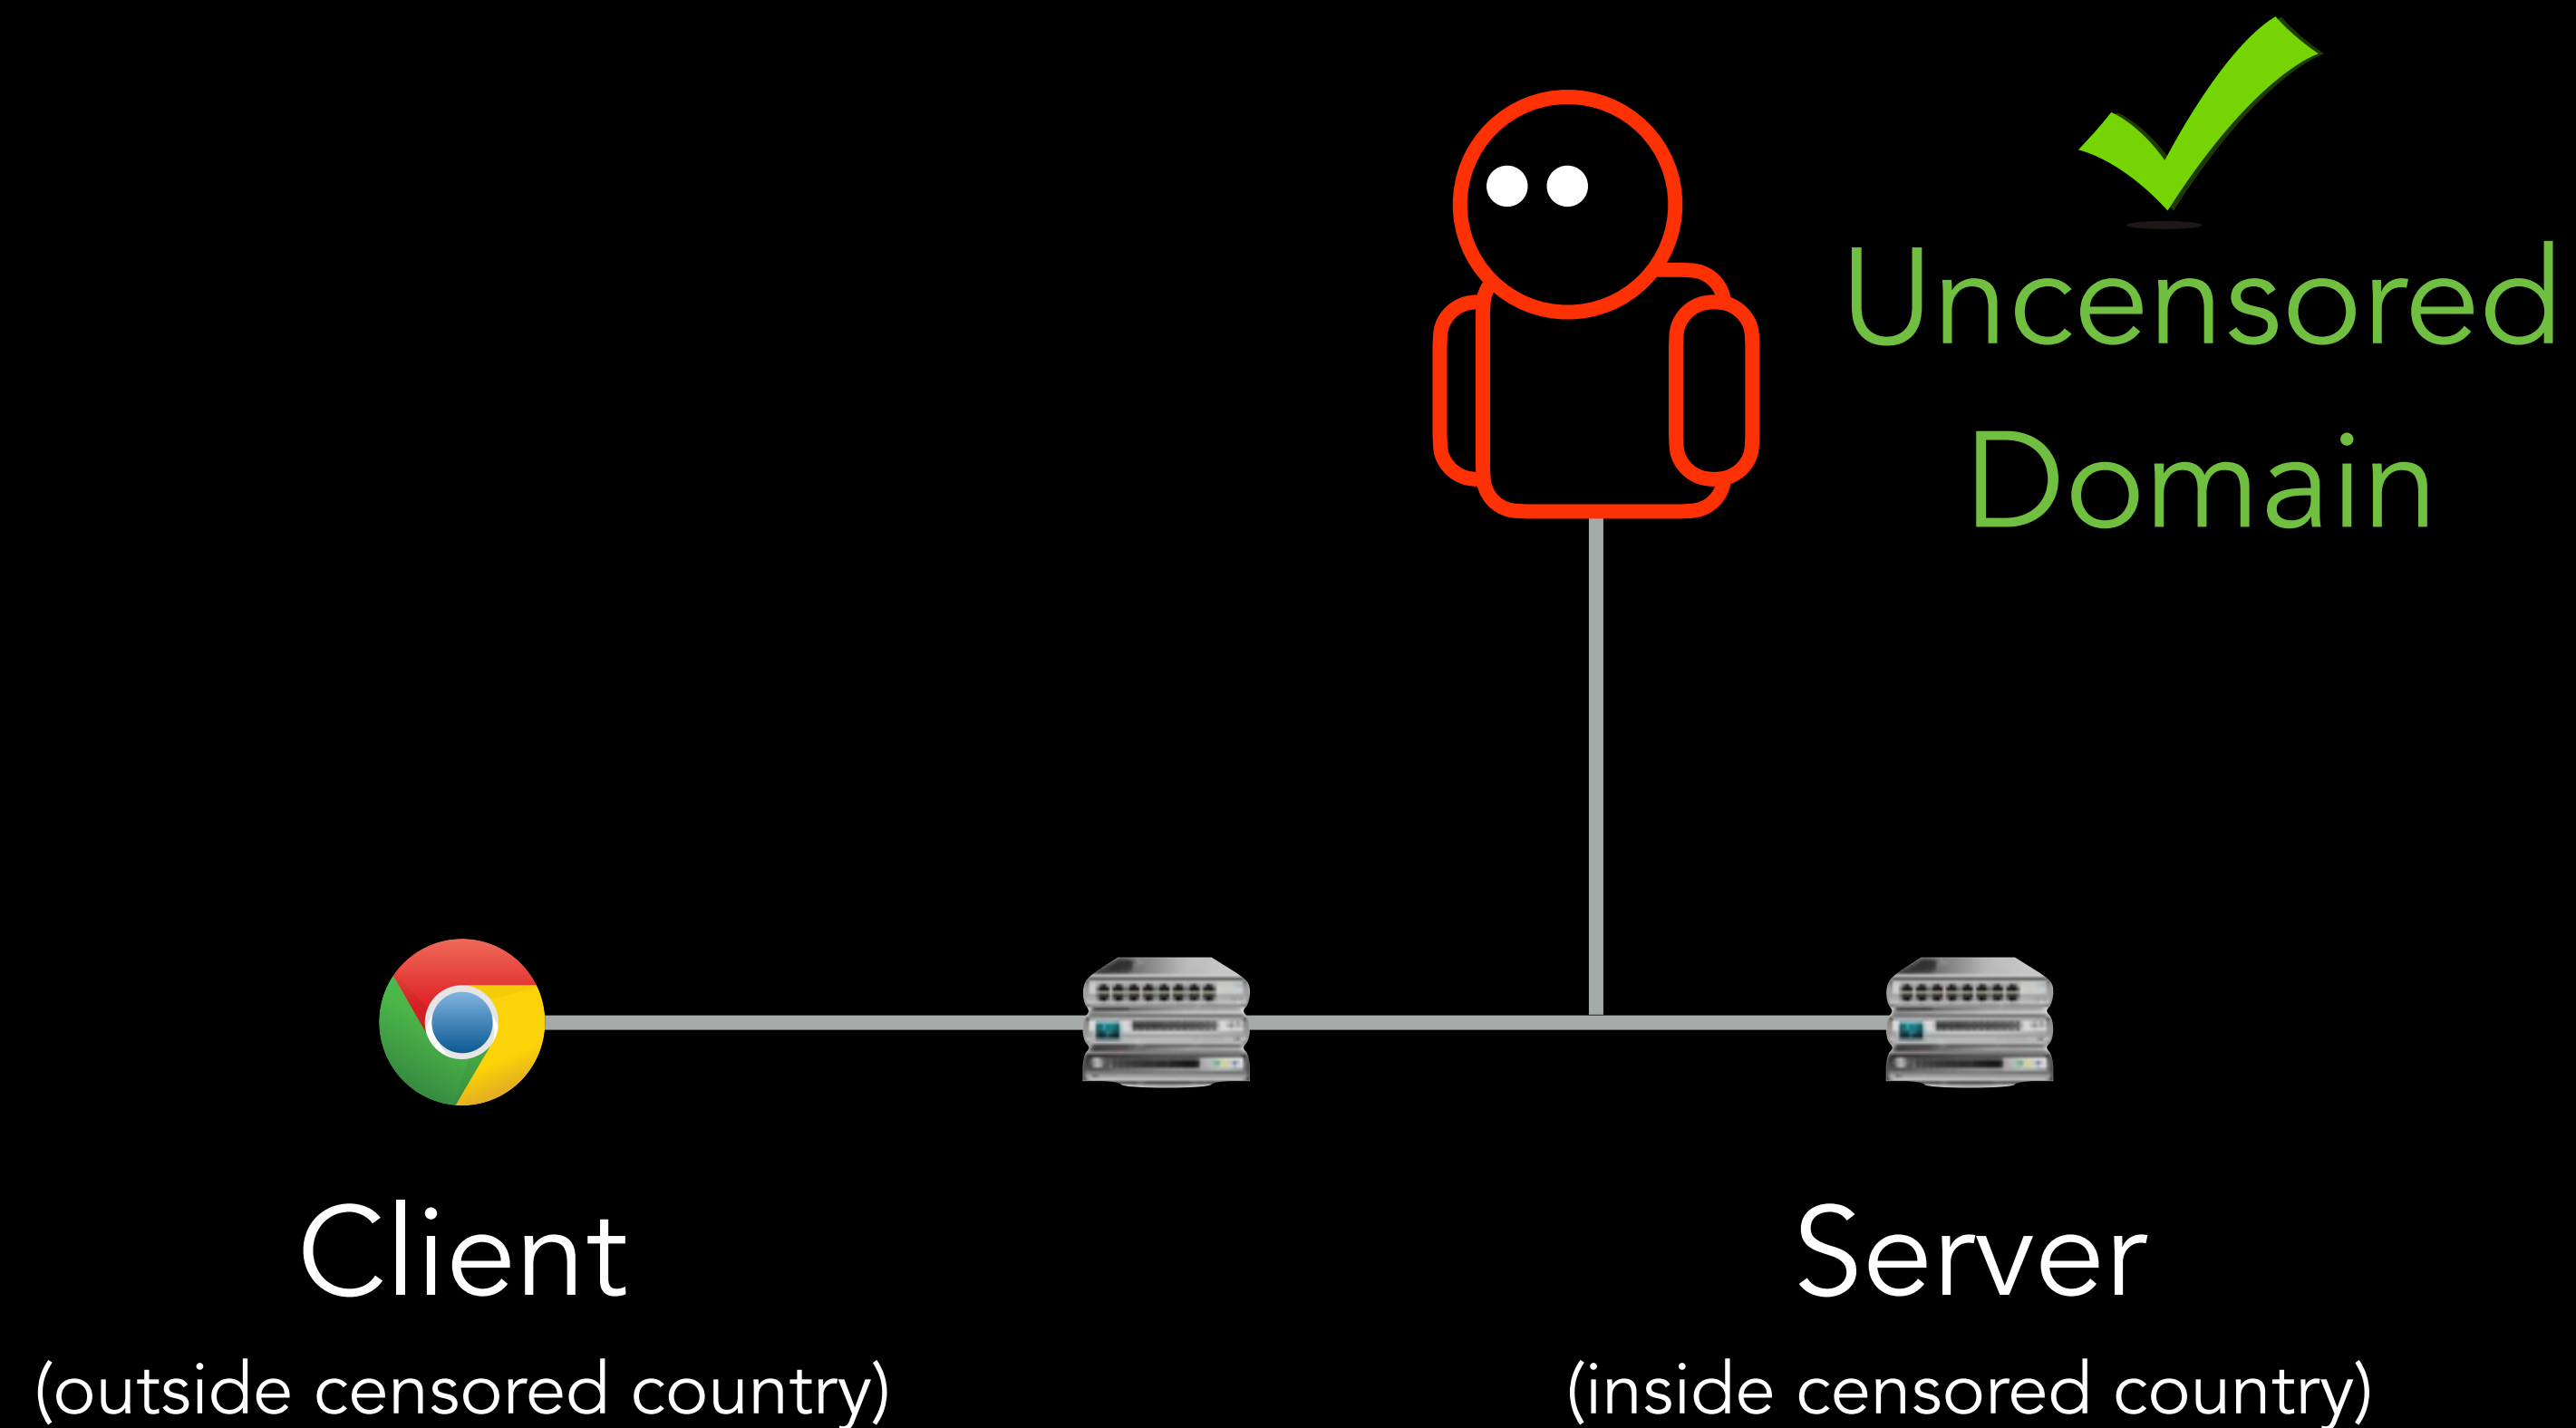 Uncensored
Domain
Client
Server
(outside censored country)
(inside censored country)